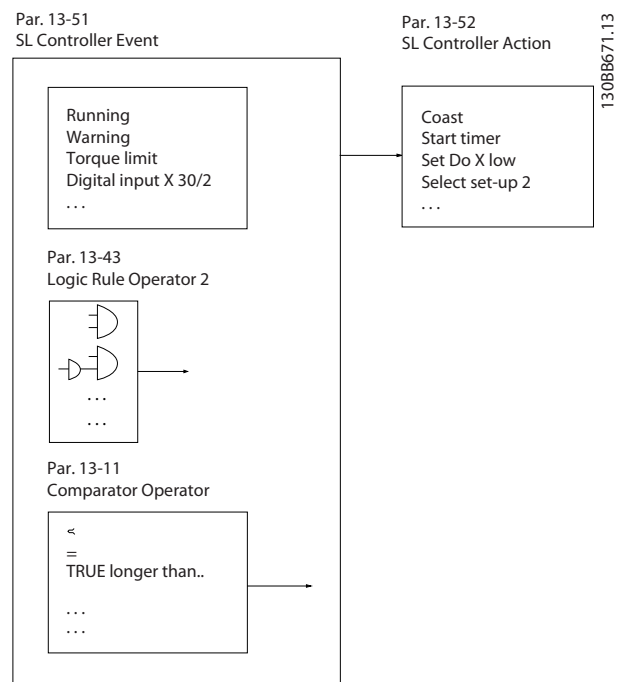 Par. 13-51
SL Controller Event
Par. 13-52
SL Controller Action
130BB671.13
Running
Warning
Torque limit
Digital input X 30/2
. . .
Coast
Start timer
Set Do X low
Select set-up 2
. . .
Par. 13-43
Logic Rule Operator 2
. . .
. . .
Par. 13-11
Comparator Operator
=
TRUE longer than..
. . .
. . .